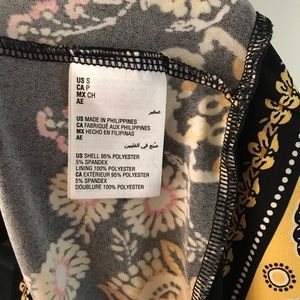 US S
CA P
MX CH
AE صغير
US MADE IN PHILIPPINES
CA FABRIQUÉ AUX PHILIPPINES
MX HECHO EN FILIPINAS
AE صنع في الفلبين
US SHELL 95% POLYESTER
5% SPANDEX
LINING 100% POLYESTER
CA EXTÉRIEUR 95% POLYESTER
5% SPANDEX
DOUBLURE 100% POLYESTER